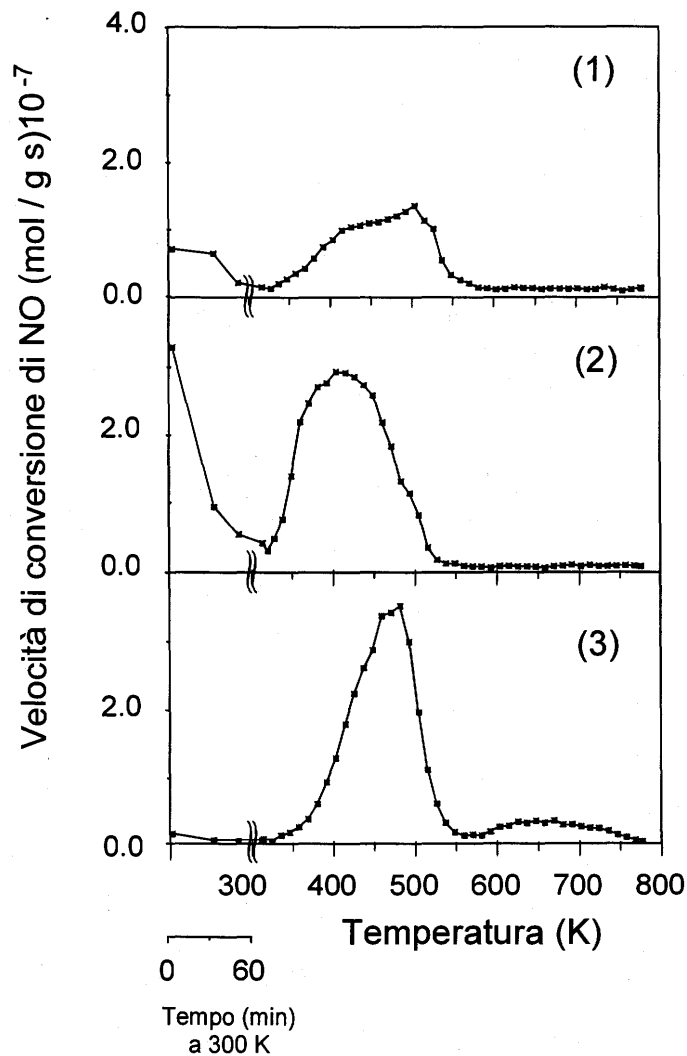 Velocità di conversione di NO (mol / g s)10⁻⁷
4.0
(1)
2.0
0.0
(2)
2.0
0.0
(3)
2.0
0.0
300 400 500 600 700 800
Temperatura (K)
0 60
Tempo (min)
a 300 K